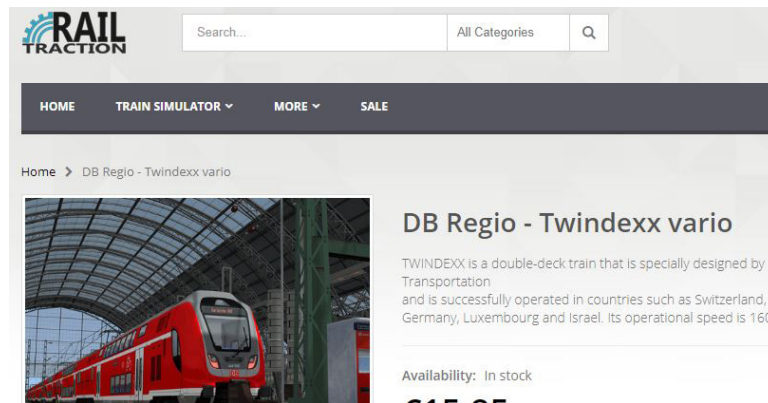 RAIL
TRACTION
Search...
All Categories
HOME
TRAIN SIMULATOR
MORE
SALE
Home
DB Regio - Twindexx vario
DB Regio - Twindexx vario
TWINDEXX is a double-deck train that is specially designed by
Transportation
and is successfully operated in countries such as Switzerland,
Germany, Luxembourg and Israel. Its operational speed is 160
Availability: In stock